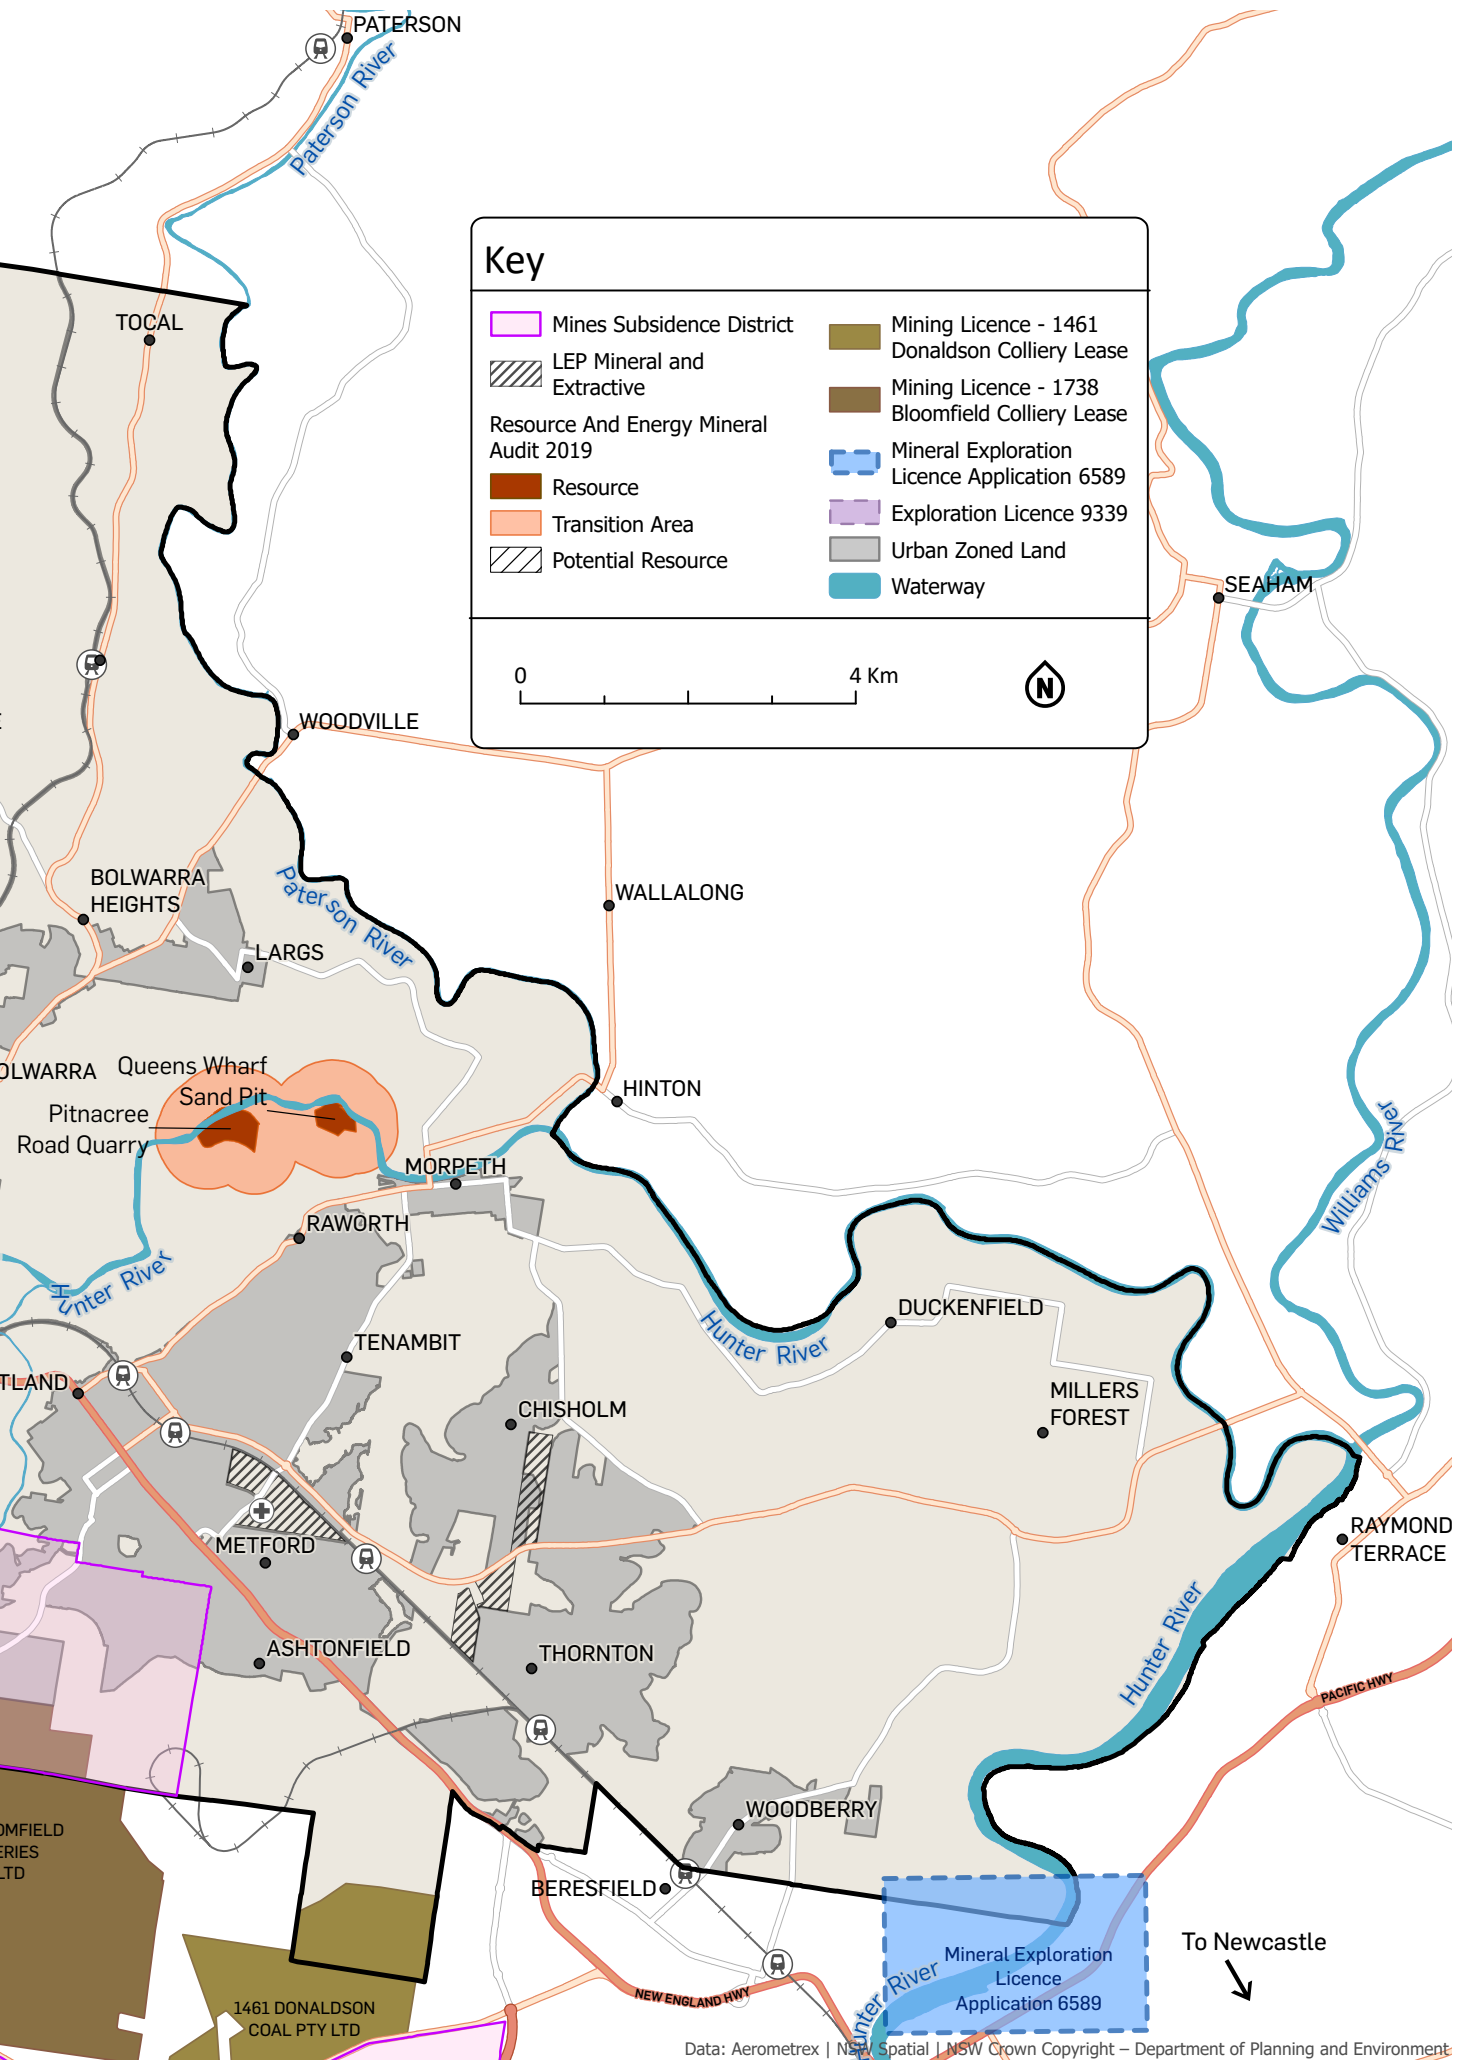 PATERSON
Paterson River
Key
Mines Subsidence District
LEP Mineral and
Extractive
Resource And Energy Mineral
Audit 2019
Resource
Transition Area
Potential Resource
Mining Licence - 1461
Donaldson Colliery Lease
Mining Licence - 1738
Bloomfield Colliery Lease
Mineral Exploration
Licence Application 6589
Exploration Licence 9339
Urban Zoned Land
Waterway
0
4 Km
N
TOCAL
SEAHAM
WOODVILLE
BOLWARRA
HEIGHTS
Paterson River
WALLALONG
LARGS
OLWARRA
Queens Wharf
Sand Pit
Pitnacree
Road Quarry
HINTON
MORPETH
Williams River
RAWORTH
Hunter River
DUCKENFIELD
Hunter River
TENAMBIT
TLAND
MILLERS
FOREST
CHISHOLM
RAYMOND
TERRACE
METFORD
Hunter River
ASHTONFIELD
THORNTON
PACIFIC HWY
WOODBERRY
OMFIELD
ERIES
LTD
BERESFIELD
Mineral Exploration
Licence
Application 6589
To Newcastle
NEW ENGLAND HWY
Hunter River
1461 DONALDSON
COAL PTY LTD
Data: Aerometrex | NSW Spatial | NSW Crown Copyright – Department of Planning and Environment